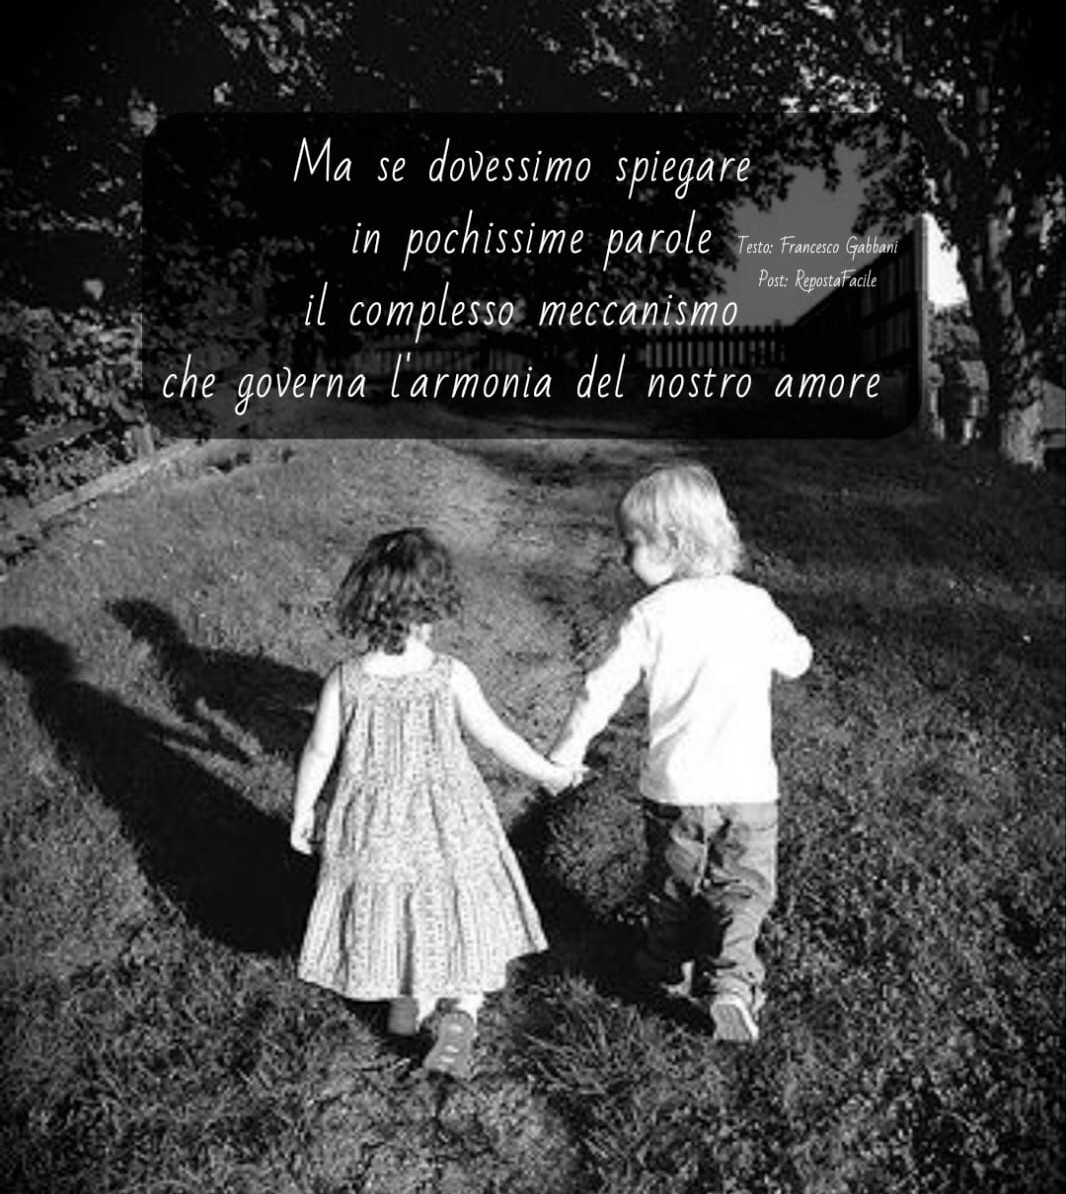 Ma se dovessimo spiegare
in pochissime parole
il complesso meccanismo
che governa l'armonia del nostro amore
Testo: Francesco Gabbani
Post: RepostaFacile